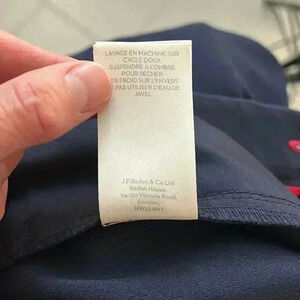 LAVAGE EN MACHINE SUR
CYCLE DOUX.
SUSPENDRE À L'OMBRE
POUR SÉCHER.
À FROID SUR L'ENVERS
PAS UTILISER D'EAU DE
JAVEL.
J.P.Boden & Co Ltd
Boden House,
Victoria Road,
London,